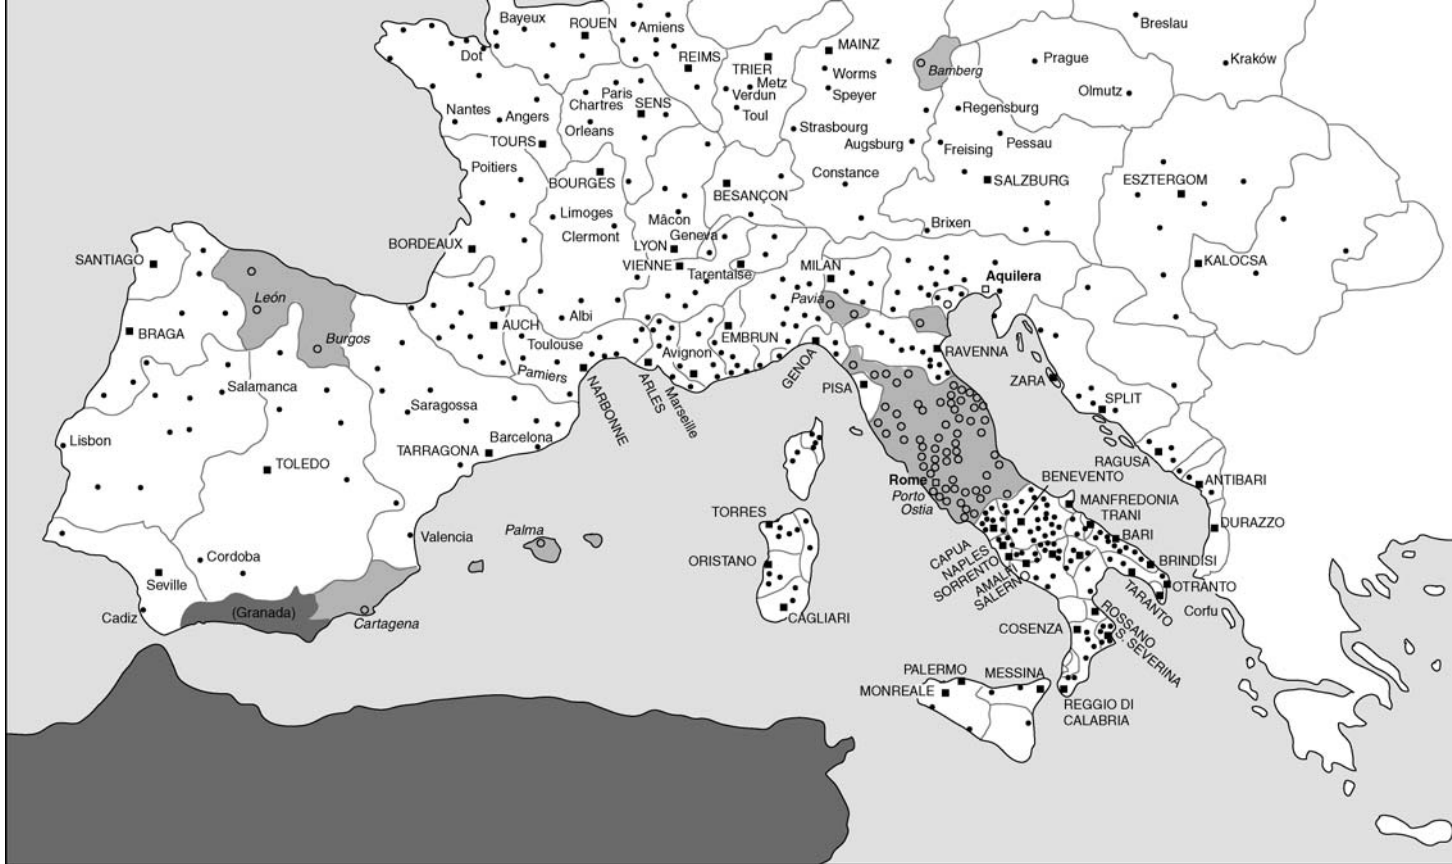 Bayeux
ROUEN
Amiens
Breslau
Dot
REIMS
MAINZ
TRIER
Metz
Worms
Bamberg
Prague
Kraków
Paris
Chartres
SENS
Verdun
Speyer
Olmutz
Nantes
Angers
Orleans
Toul
Strasbourg
Regensburg
TOURS
Augsburg
Freising
Pessau
Poitiers
BOURGES
BESANÇON
Constance
SALZBURG
ESZTERGOM
Limoges
Mâcon
Clermont
Geneva
Brixen
BORDEAUX
LYON
SANTIAGO
VIENNE
Tarentaise
MILAN
KALOCSA
Aquilera
León
Pavia
Albi
BRAGA
Burgos
AUCH
Toulouse
EMBRUN
Avignon
GENOA
RAVENNA
Pamiers
PISA
ZARA
Salamanca
NARBONNE
ARLES
Marseille
SPLIT
Saragossa
Lisbon
Barcelona
TARRAGONA
TOLEDO
RAGUSA
BENEVENTO
ANTIBARI
Rome
Porto
Ostia
MANFREDONIA
TRANI
TORRES
BARI
DURAZZO
Palma
Valencia
CAPUA
NAPLES
SORRENTO
AMALFI
SALERNO
BRINDISI
Cordoba
ORISTANO
OTRANTO
TARANTO
Seville
Cadiz
(Granada)
Cartagena
CAGLIARI
Corfu
COSENZA
ROSSANO
S. SEVERINA
PALERMO
MESSINA
MONREALE
REGGIO DI
CALABRIA